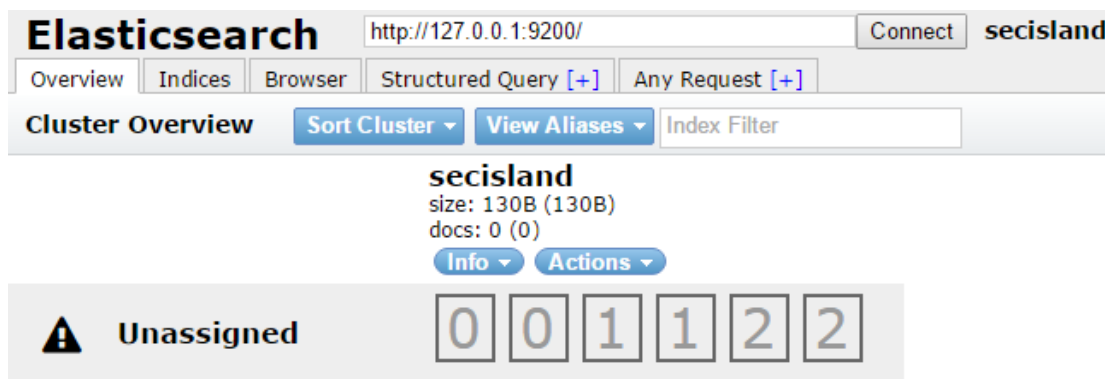 Elasticsearch http://127.0.0.1:9200/ Connect secisland
Overview Indices Browser Structured Query [+] Any Request [+]
Cluster Overview Sort Cluster View Aliases Index Filter
secisland
size: 130B (130B)
docs: 0 (0)
Info Actions
Unassigned 0 0 1 1 2 2